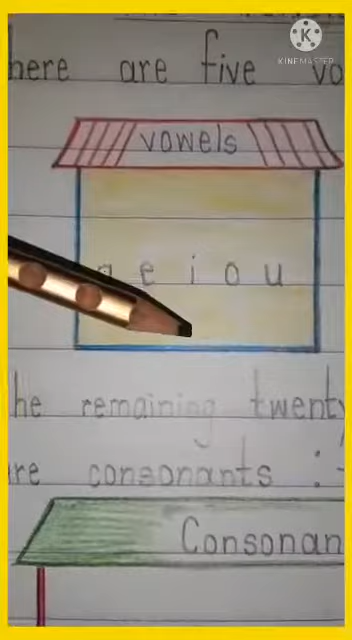 K
KINEMASTER
here are five vo
vowels
a e i o u
he remaining twenty
are consonants :-
Consonan